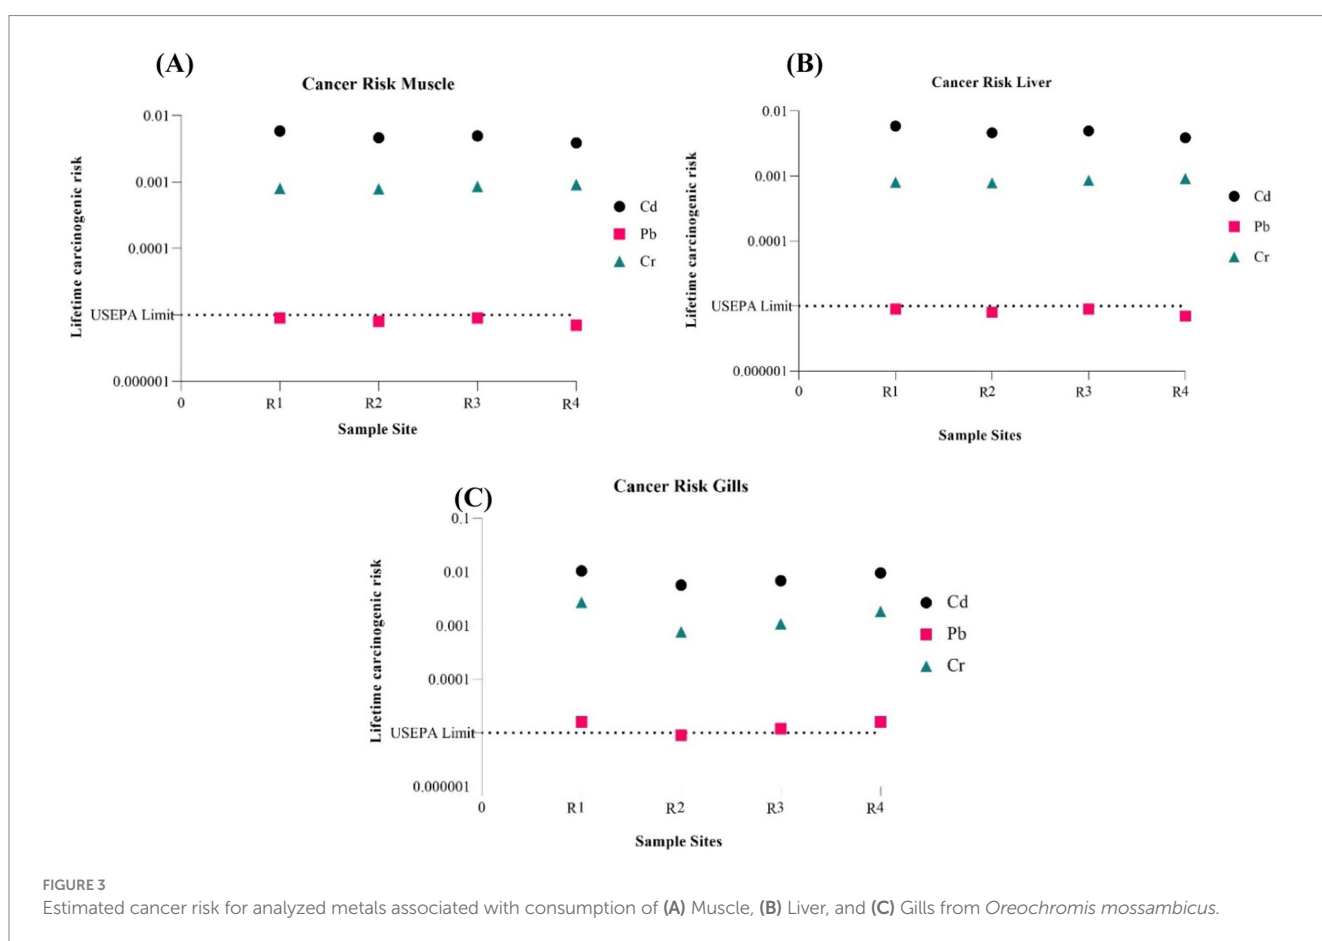 (A)
Cancer Risk Muscle
0.01
0.001
0.0001
USEPA Limit
0.000001
0
R1
R2
R3
R4
Lifetime carcinogenic risk
Sample Site
Cd
Pb
Cr
(B)
Cancer Risk Liver
0.01
0.001
0.0001
USEPA Limit
0.000001
0
R1
R2
R3
R4
Lifetime carcinogenic risk
Sample Sites
Cd
Pb
Cr
(C)
Cancer Risk Gills
0.1
0.01
0.001
0.0001
USEPA Limit
0.000001
0
R1
R2
R3
R4
Lifetime carcinogenic risk
Sample Sites
Cd
Pb
Cr
FIGURE 3
Estimated cancer risk for analyzed metals associated with consumption of (A) Muscle, (B) Liver, and (C) Gills from Oreochromis mossambicus.